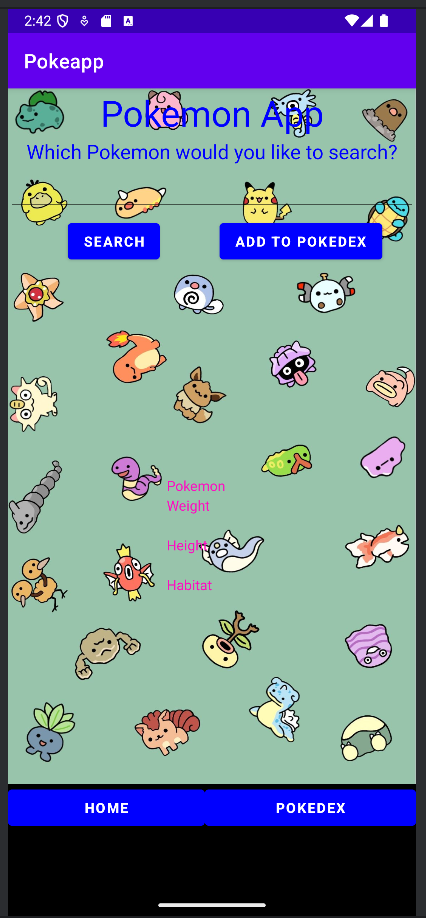 2:42
Pokeapp
Pokemon App
Which Pokemon would you like to search?
SEARCH
ADD TO POKEDEX
Pokemon
Weight
Height
Habitat
HOME
POKEDEX